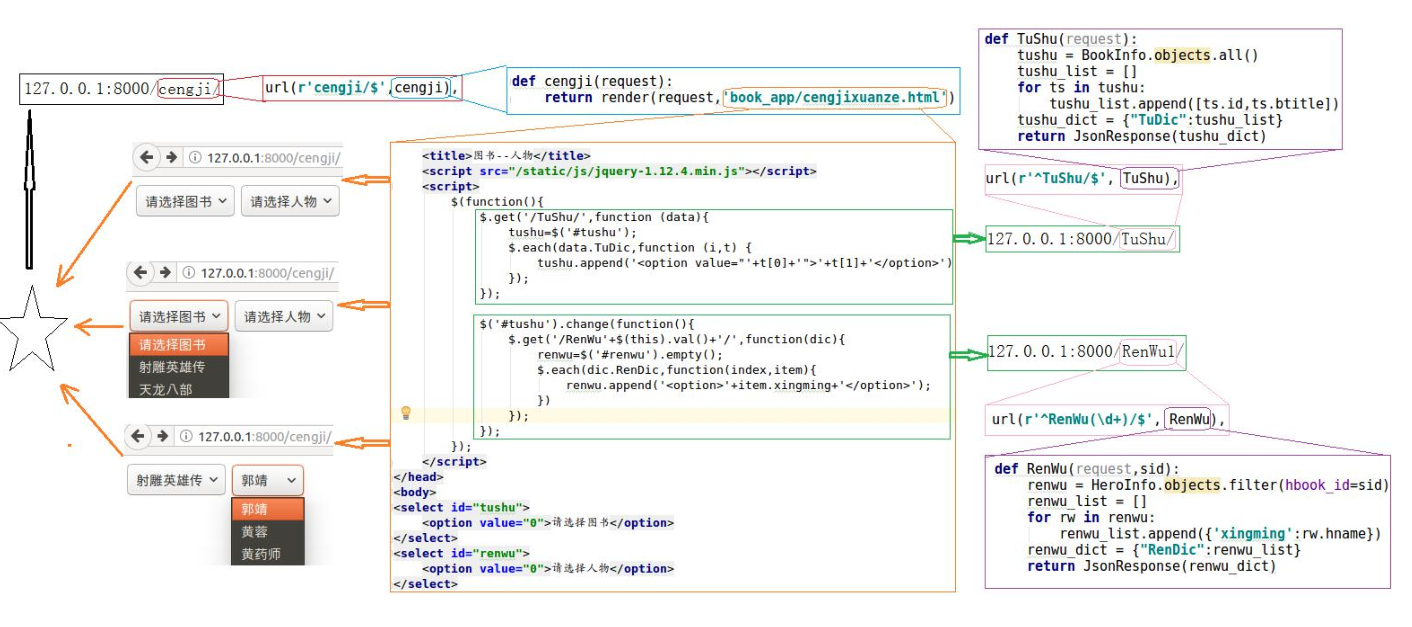 127.0.0.1:8000/cengji/
url(r'cengji/$',cengji),
def cengji(request):
return render(request,'book_app/cengjixuanze.html')
def TuShu(request):
tushu = BookInfo.objects.all()
tushu_list = []
for ts in tushu:
tushu_list.append([ts.id,ts.btitle])
tushu_dict = {"TuDic":tushu_list}
return JsonResponse(tushu_dict)
url(r'^TuShu/$', TuShu),
127.0.0.1:8000/TuShu/
127.0.0.1:8000/cengji/
请选择图书 请选择人物
127.0.0.1:8000/cengji/
请选择图书 请选择人物
请选择图书
射雕英雄传
天龙八部
127.0.0.1:8000/cengji/
射雕英雄传 郭靖
郭靖
黄蓉
黄药师
<title>图书--人物</title>
<script src="/static/js/jquery-1.12.4.min.js"></script>
<script>
$(function(){
$.get('/TuShu/',function (data){
tushu=$('#tushu');
$.each(data.TuDic,function (i,t) {
tushu.append('<option value="'+t[0]+'">'+t[1]+'</option>')
});
});
$('#tushu').change(function(){
$.get('/RenWu'+$(this).val()+'/',function(dic){
renwu=$('#renwu').empty();
$.each(dic.RenDic,function(index,item){
renwu.append('<option>'+item.xingming+'</option>');
})
});
});
});
</script>
</head>
<body>
<select id="tushu">
<option value="0">请选择图书</option>
</select>
<select id="renwu">
<option value="0">请选择人物</option>
</select>
127.0.0.1:8000/RenWu1/
url(r'^RenWu(\d+)/$', RenWu),
def RenWu(request,sid):
renwu = HeroInfo.objects.filter(hbook_id=sid)
renwu_list = []
for rw in renwu:
renwu_list.append({'xingming':rw.hname})
renwu_dict = {"RenDic":renwu_list}
return JsonResponse(renwu_dict)